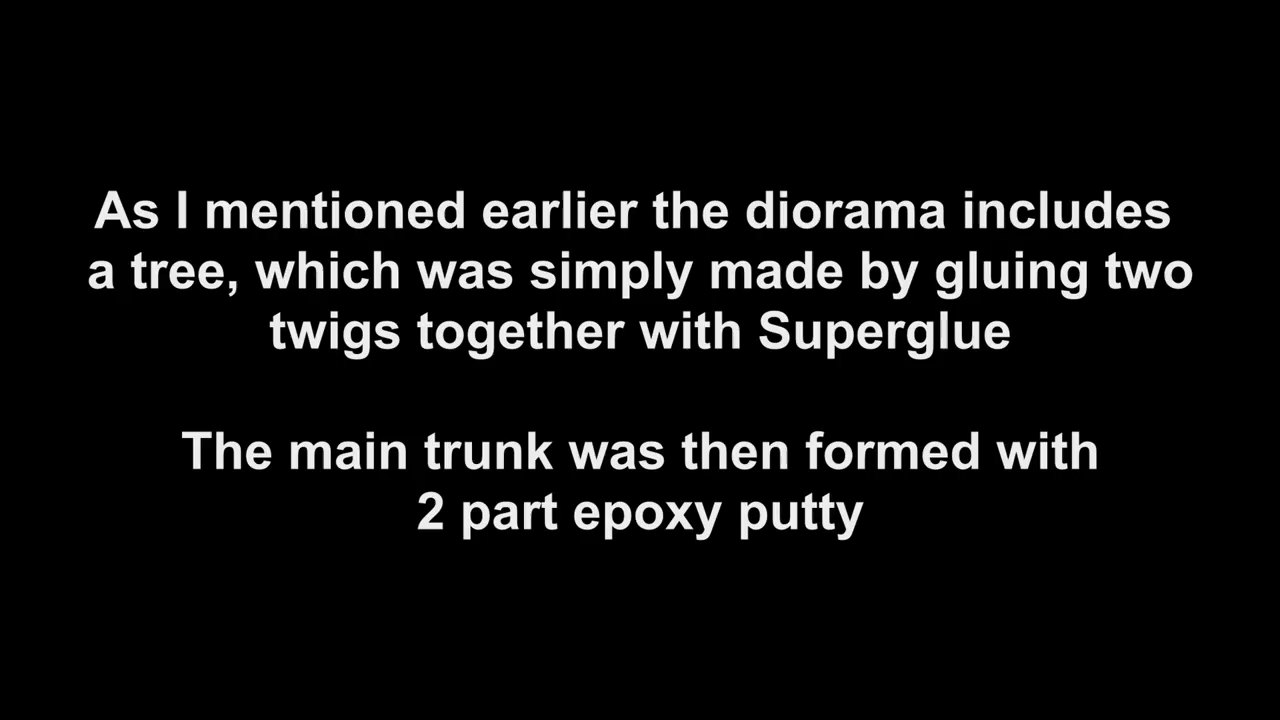 As I mentioned earlier the diorama includes
a tree, which was simply made by gluing two
twigs together with Superglue
The main trunk was then formed with
2 part epoxy putty